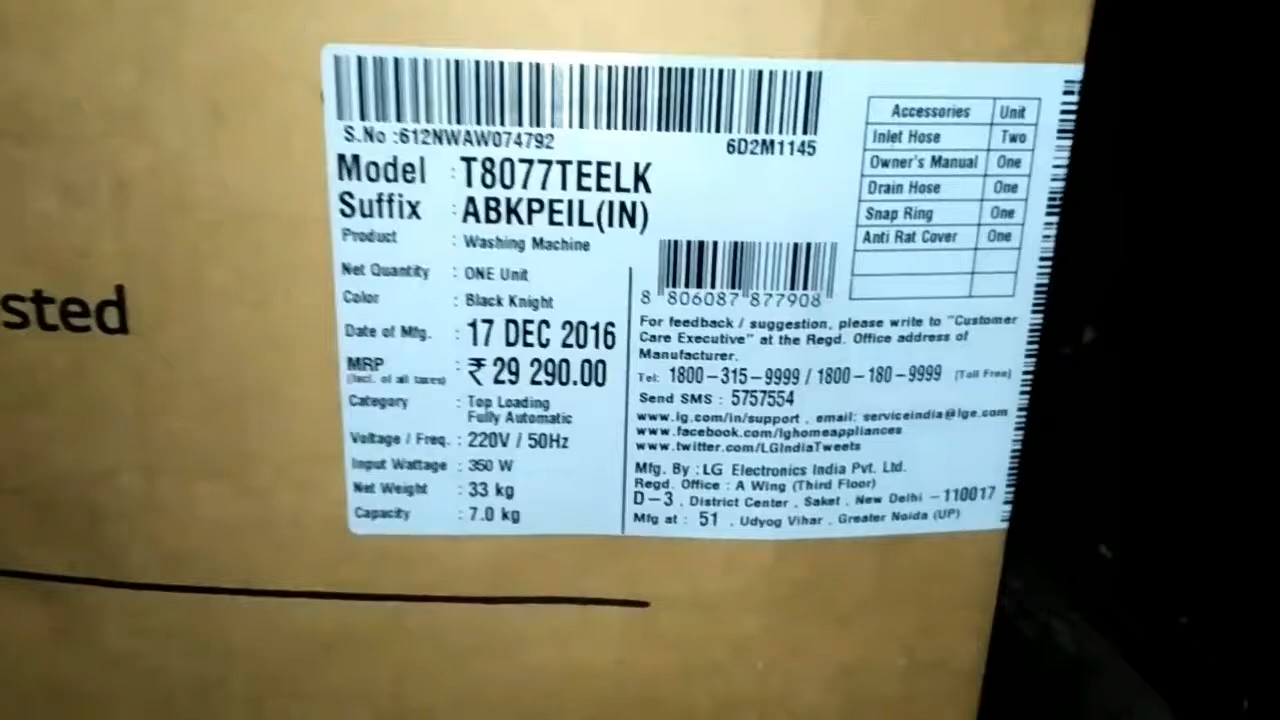 S.No :612NWAW074792
6D2M1145
Model : T8077TEELK
Suffix : ABKPEIL(IN)
Product : Washing Machine
Net Quantity : ONE Unit
Color : Black Knight
Date of Mfg. : 17 DEC 2016
MRP : ₹ 29 290.00
(Incl. of all taxes)
Category : Top Loading
Fully Automatic
Voltage / Freq. : 220V / 50Hz
Input Wattage : 350 W
Net Weight : 33 kg
Capacity : 7.0 kg
Accessories Unit
Inlet Hose Two
Owner's Manual One
Drain Hose One
Snap Ring One
Anti Rat Cover One
8 806087 877908
For feedback / suggestion, please write to "Customer
Care Executive" at the Regd. Office address of
Manufacturer.
Tel: 1800-315-9999 / 1800-180-9999 (Toll Free)
Send SMS : 5757554
www.lg.com/in/support , email: serviceindia@lge.com
www.facebook.com/lghomeappliances
www.twitter.com/LGIndiaTweets
Mfg. By : LG Electronics India Pvt. Ltd.
Regd. Office : A Wing (Third Floor)
D-3 , District Center , Saket , New Delhi -110017
Mfg at : 51 , Udyog Vihar , Greater Noida (UP)
sted